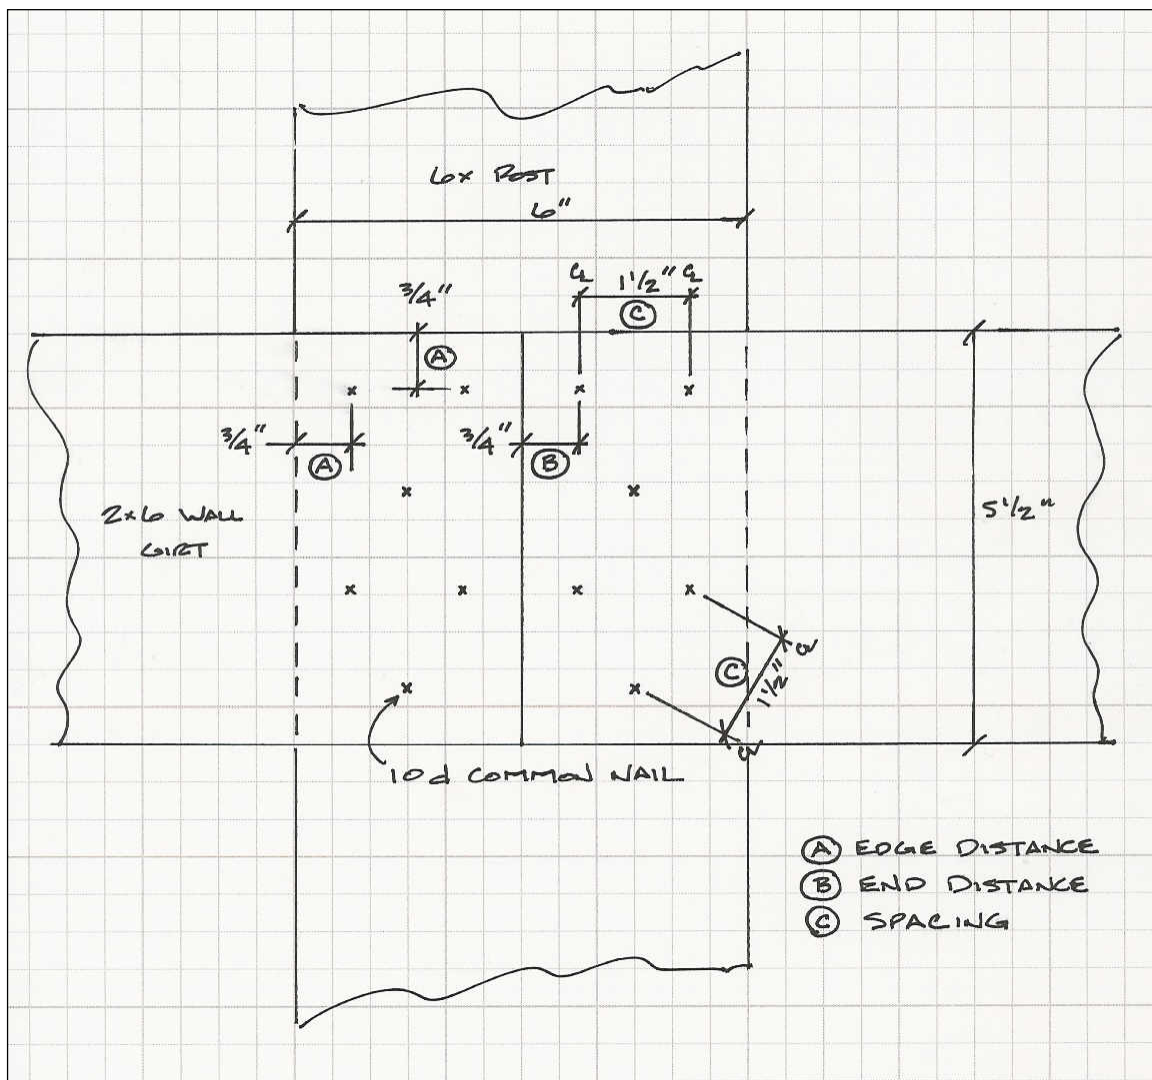 6x POST
6"
3/4"
℄ 1 1/2" ℄
C
A
3/4"
A
3/4"
B
2x6 WALL
GIRT
5 1/2"
C
1 1/2"
℄
℄
10d COMMON NAIL
A EDGE DISTANCE
B END DISTANCE
C SPACING